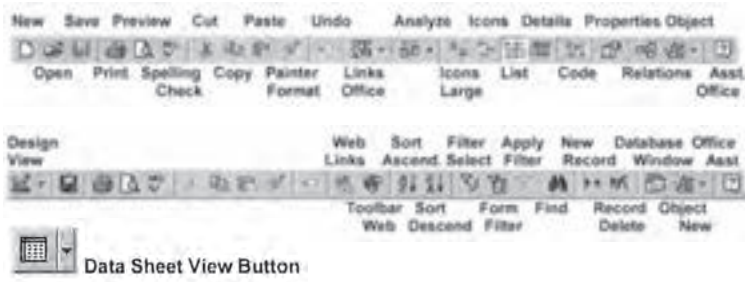 New Save Preview Cut Paste Undo Analyze Icons Details Properties Object
Open Print Spelling Copy Painter Links Icons List Code Relations Asst
Check Format Office Large Office
Design Web Sort Filter Apply New Database Office
View Links Ascend. Select Filter Record Window Asst
Toolbar Sort Form Find Record Object
Web Descend Filter Delete New
Data Sheet View Button